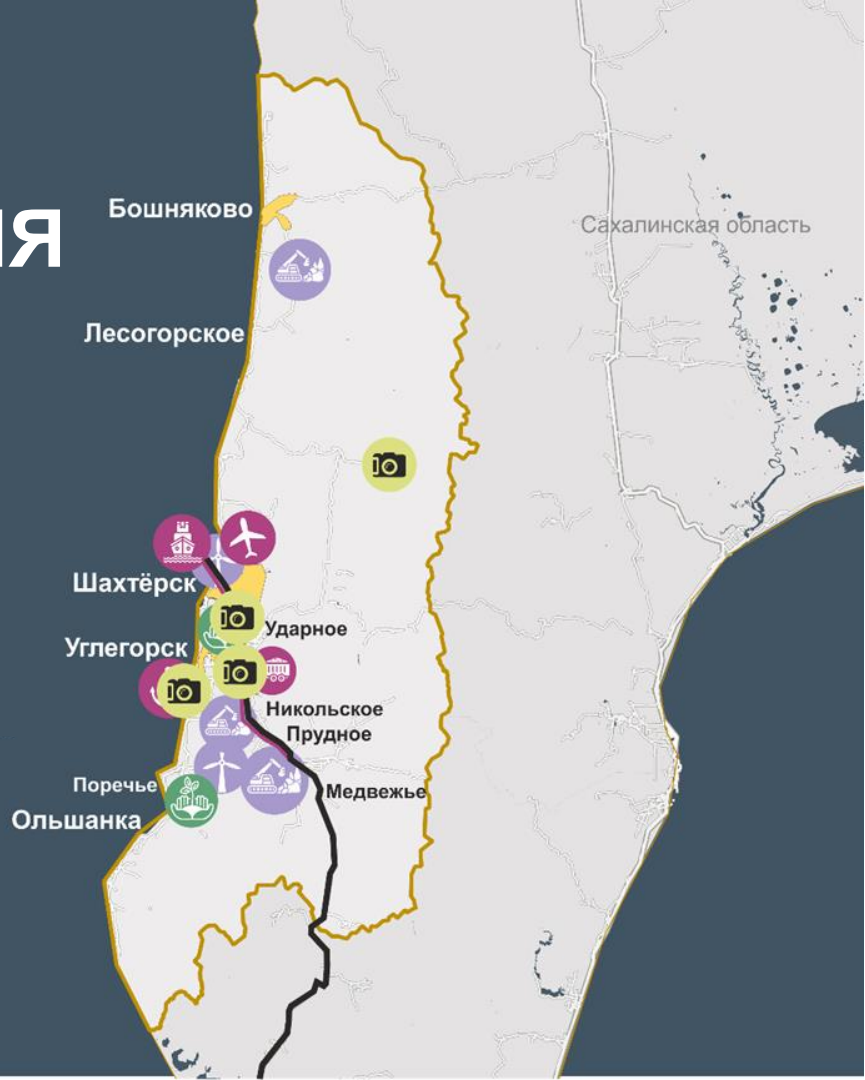 Бошняково
ИЯ
Сахалинская область
Лесогорское
Шахтёрск
Ударное
Углегорск
Никольское
Прудное
Поречье
Медвежье
Ольшанка